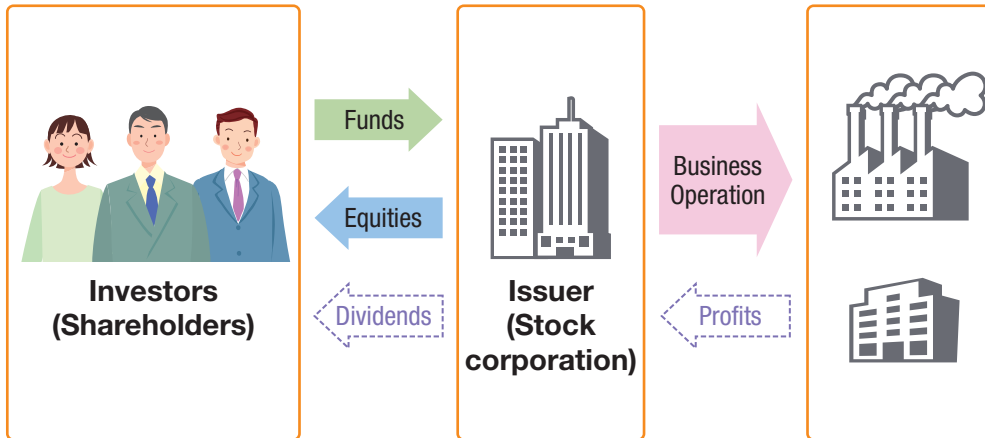 Funds
Equities
Dividends
Business
Operation
Profits
Investors
(Shareholders)
Issuer
(Stock
corporation)